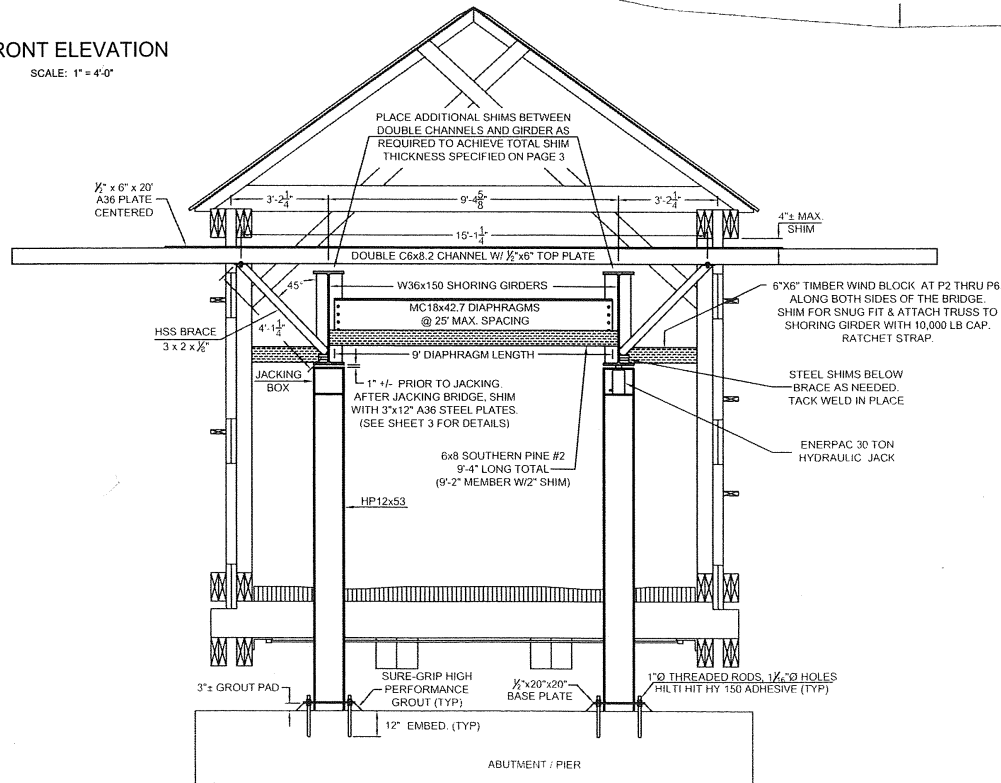 RONT ELEVATION
SCALE: 1" = 4'-0"
PLACE ADDITIONAL SHIMS BETWEEN
DOUBLE CHANNELS AND GIRDER AS
REQUIRED TO ACHIEVE TOTAL SHIM
THICKNESS SPECIFIED ON PAGE 3
½" x 6" x 20'
A36 PLATE
CENTERED
3'-2¼"
9'-4⅝"
3'-2¼"
15'-1¼"
4"± MAX.
SHIM
DOUBLE C6x8.2 CHANNEL W/ ½"x6" TOP PLATE
45°
W36x150 SHORING GIRDERS
MC18x42.7 DIAPHRAGMS
@ 25' MAX. SPACING
6"X6" TIMBER WIND BLOCK AT P2 THRU P6
ALONG BOTH SIDES OF THE BRIDGE.
SHIM FOR SNUG FIT & ATTACH TRUSS TO
SHORING GIRDER WITH 10,000 LB CAP.
RATCHET STRAP.
4'-1¼"
HSS BRACE
3 x 2 x ⅛"
9' DIAPHRAGM LENGTH
JACKING
BOX
1" +/- PRIOR TO JACKING.
AFTER JACKING BRIDGE, SHIM
WITH 3"x12" A36 STEEL PLATES.
(SEE SHEET 3 FOR DETAILS)
STEEL SHIMS BELOW
BRACE AS NEEDED.
TACK WELD IN PLACE
ENERPAC 30 TON
HYDRAULIC JACK
6x8 SOUTHERN PINE #2
9'-4" LONG TOTAL
(9'-2" MEMBER W/2" SHIM)
HP12x53
3"± GROUT PAD
SURE-GRIP HIGH
PERFORMANCE
GROUT (TYP)
½"x20"x20"
BASE PLATE
1"Ø THREADED RODS, HOLES
HILTI HIT HY 150 ADHESIVE (TYP)
12" EMBED. (TYP)
ABUTMENT / PIER